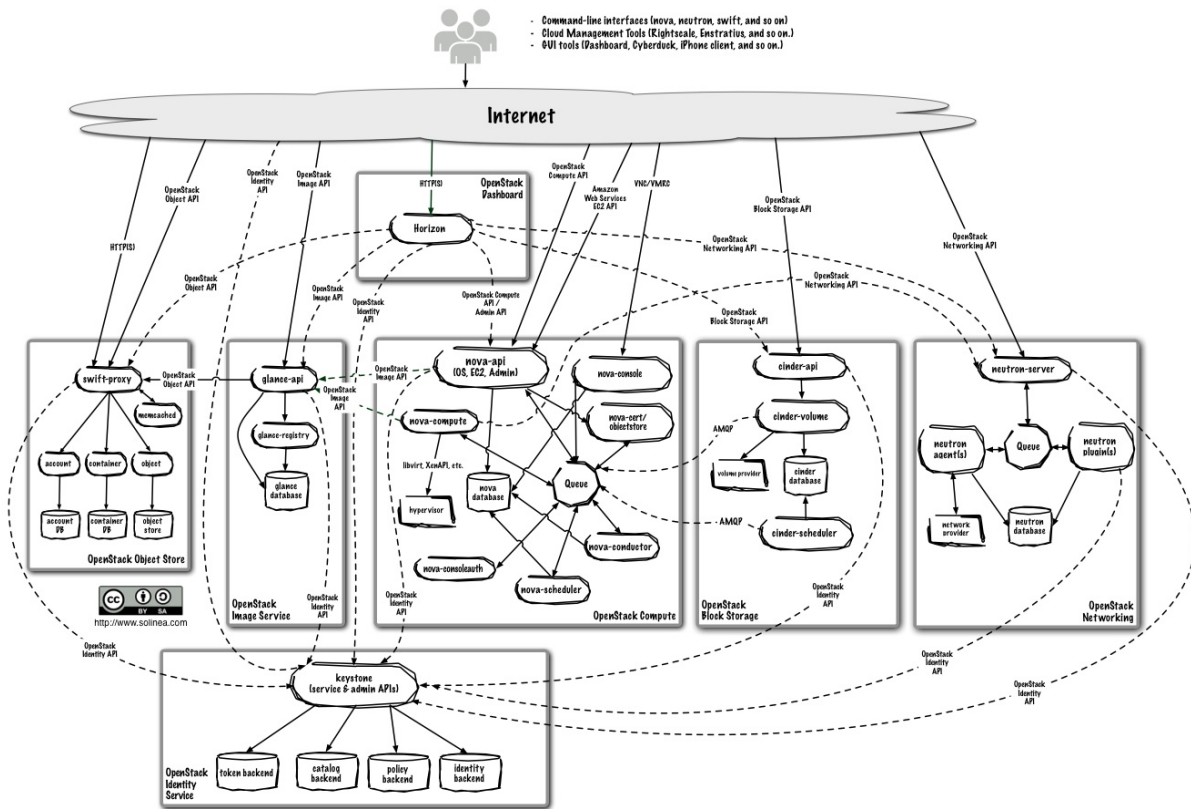 - Command-line interfaces (nova, neutron, swift, and so on)
- Cloud Management Tools (Rightscale, Enstratius, and so on.)
- GUI tools (Dashboard, Cyberduck, iPhone client, and so on.)
Internet
HTTP(S)
OpenStack
Object API
OpenStack
Identity
API
OpenStack
Image API
HTTP(S)
OpenStack
Dashboard
Horizon
OpenStack
Compute
API
Amazon
Web Services
EC2 API
VNC/VMRC
OpenStack
Block Storage API
OpenStack
Networking API
OpenStack
Networking API
OpenStack
Networking API
OpenStack
Object API
OpenStack
Image API
OpenStack
Identity
API
OpenStack Compute
API /
Admin API
OpenStack
Block Storage API
swift-proxy
memcached
account
container
object
account
DB
container
DB
object
store
OpenStack Object Store
OpenStack
Object API
glance-api
glance-registry
glance
database
OpenStack
Identity
API
OpenStack
Image Service
OpenStack
Image API
OpenStack
Image
API
nova-api
(OS, EC2, Admin)
nova-console
nova-compute
nova-cert/
objectstore
libvirt, XenAPI, etc.
hypervisor
nova
database
Queue
nova-conductor
nova-consoleauth
nova-scheduler
OpenStack
Identity API
OpenStack Compute
cinder-api
cinder-volume
AMQP
volume provider
cinder
database
AMQP
cinder-scheduler
OpenStack
Identity
API
OpenStack
Block Storage
neutron-server
neutron
agent(s)
Queue
neutron
plugin(s)
network
provider
neutron
database
OpenStack
Networking
cc
BY SA
http://www.solinea.com
OpenStack
Identity API
OpenStack
Identity
API
OpenStack
Identity
API
keystone
(service & admin APIs)
token backend
catalog
backend
policy
backend
identity
backend
OpenStack
Identity
Service